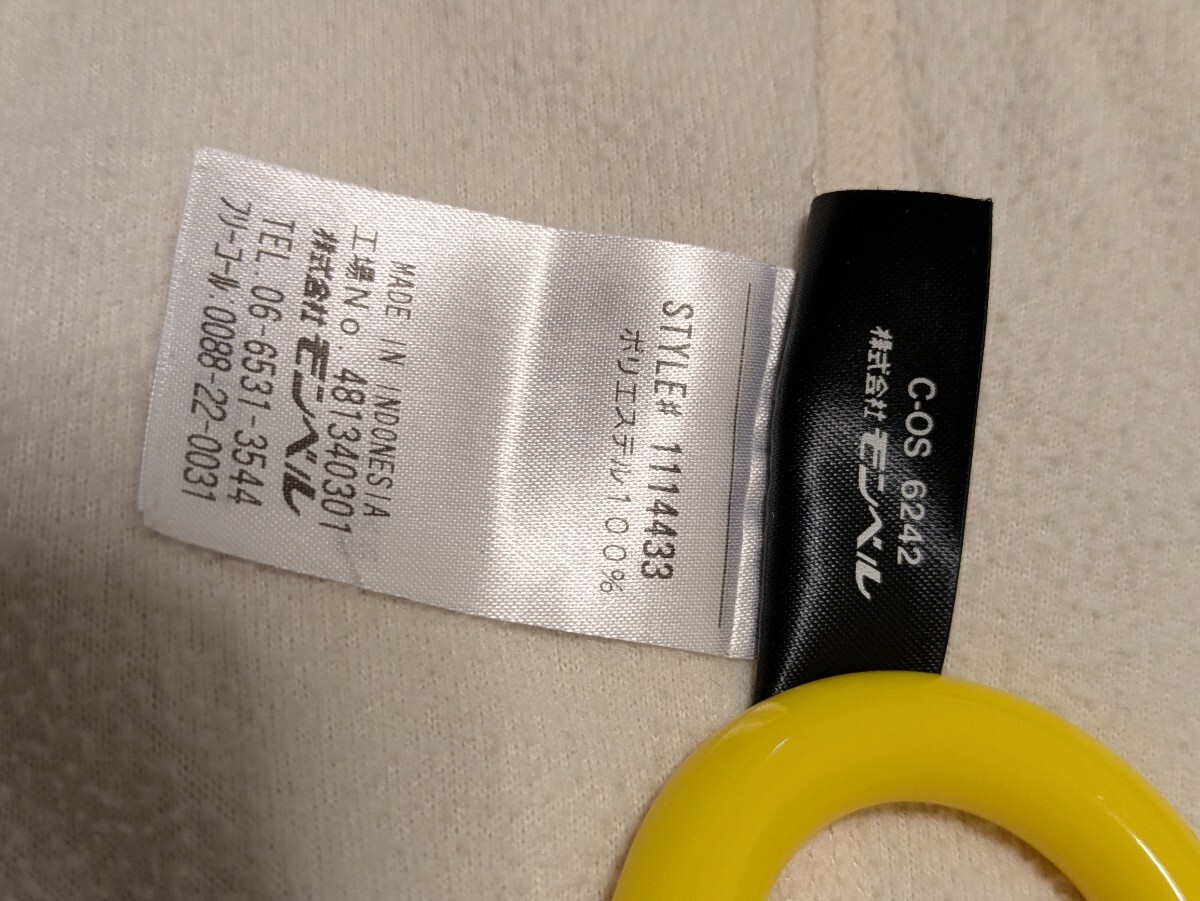 C-OS 6242
株式会社 モンベル
STYLE# 1114433
ポリエステル100%
MADE IN INDONESIA
工場No. 481340301
株式会社 モンベル
TEL. 06-6531-3544
フリーコール:0088-22-0031